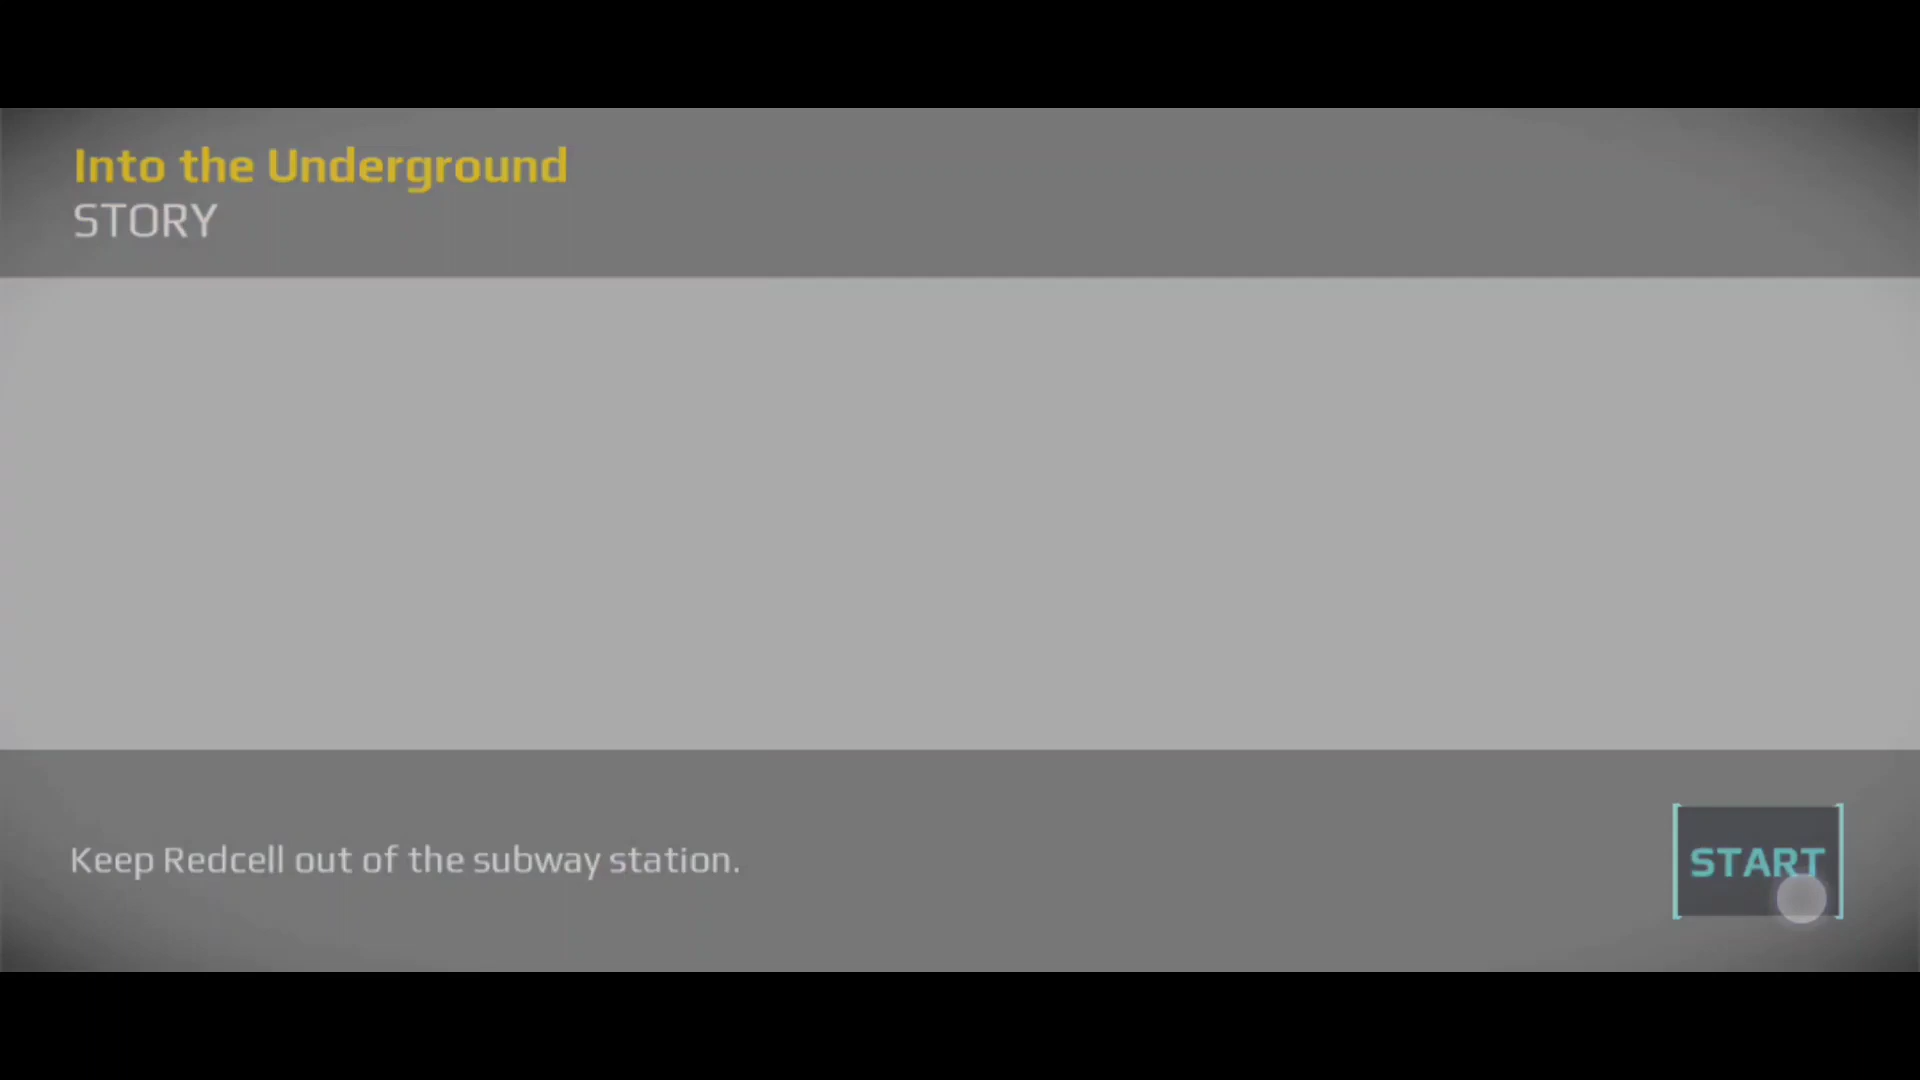 Into the Underground
STORY
Keep Redcell out of the subway station.
START